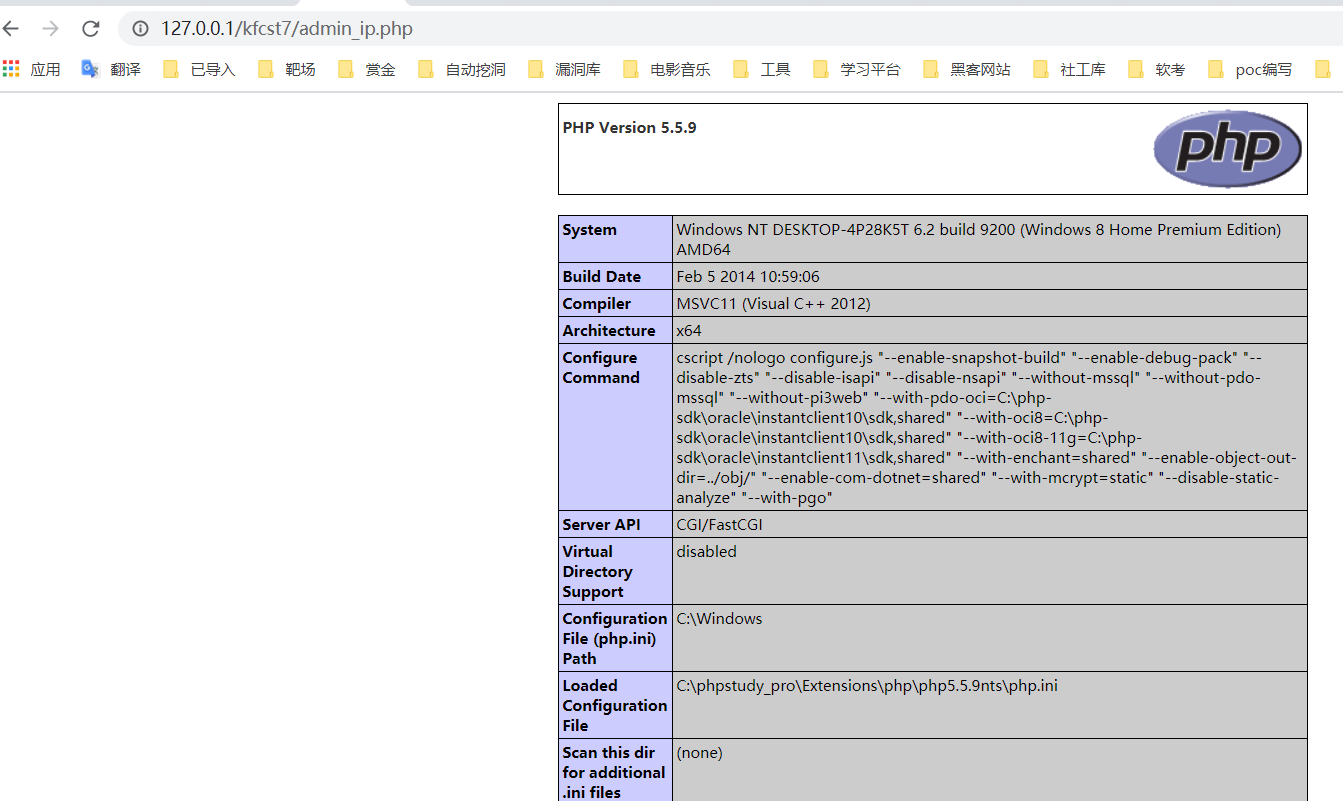 127.0.0.1/kfcst7/admin_ip.php
应用 翻译 已导入 靶场 赏金 自动挖洞 漏洞库 电影音乐 工具 学习平台 黑客网站 社工库 软考 poc编写
PHP Version 5.5.9
php
System Windows NT DESKTOP-4P28K5T 6.2 build 9200 (Windows 8 Home Premium Edition)
AMD64
Build Date Feb 5 2014 10:59:06
Compiler MSVC11 (Visual C++ 2012)
Architecture x64
Configure cscript /nologo configure.js "--enable-snapshot-build" "--enable-debug-pack" "--
Command disable-zts" "--disable-isapi" "--disable-nsapi" "--without-mssql" "--without-pdo-
mssql" "--without-pi3web" "--with-pdo-oci=C:\php-
sdk\oracle\instantclient10\sdk,shared" "--with-oci8=C:\php-
sdk\oracle\instantclient10\sdk,shared" "--with-oci8-11g=C:\php-
sdk\oracle\instantclient11\sdk,shared" "--with-enchant=shared" "--enable-object-out-
dir=../obj/" "--enable-com-dotnet=shared" "--with-mcrypt=static" "--disable-static-
analyze" "--with-pgo"
Server API CGI/FastCGI
Virtual disabled
Directory
Support
Configuration C:\Windows
File (php.ini)
Path
Loaded C:\phpstudy_pro\Extensions\php\php5.5.9nts\php.ini
Configuration
File
Scan this dir (none)
for additional
.ini files